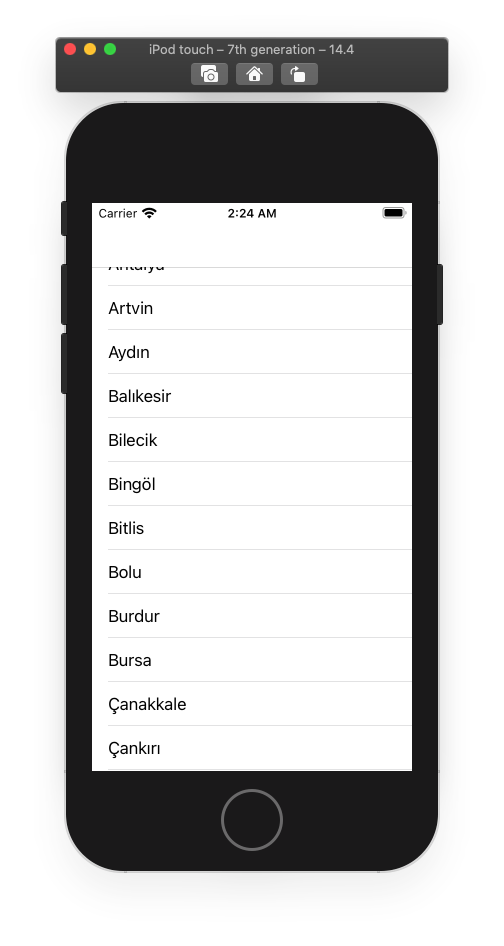 iPod touch – 7th generation – 14.4
Carrier 2:24 AM
Antalya
Artvin
Aydın
Balıkesir
Bilecik
Bingöl
Bitlis
Bolu
Burdur
Bursa
Çanakkale
Çankırı